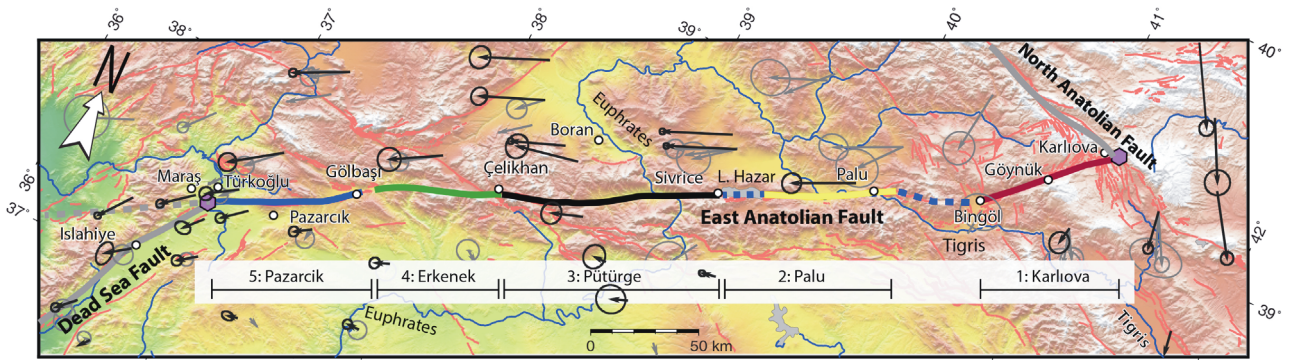 36°
38°
37°
38
39°
39°
40°
41°
40°
N
North Anatolian Fault
Euphrates
Boran
Karlıova
Göynük
Maraş
Türkoğlu
Gölbaşı
Çelikhan
Sivrice
L. Hazar
Palu
36°
37°
Pazarcık
East Anatolian Fault
Bingöl
Islahiye
Tigris
42°
Dead Sea Fault
5: Pazarcik
4: Erkenek
3: Pütürge
2: Palu
1: Karlıova
Euphrates
Tigris
39°
0
50 km